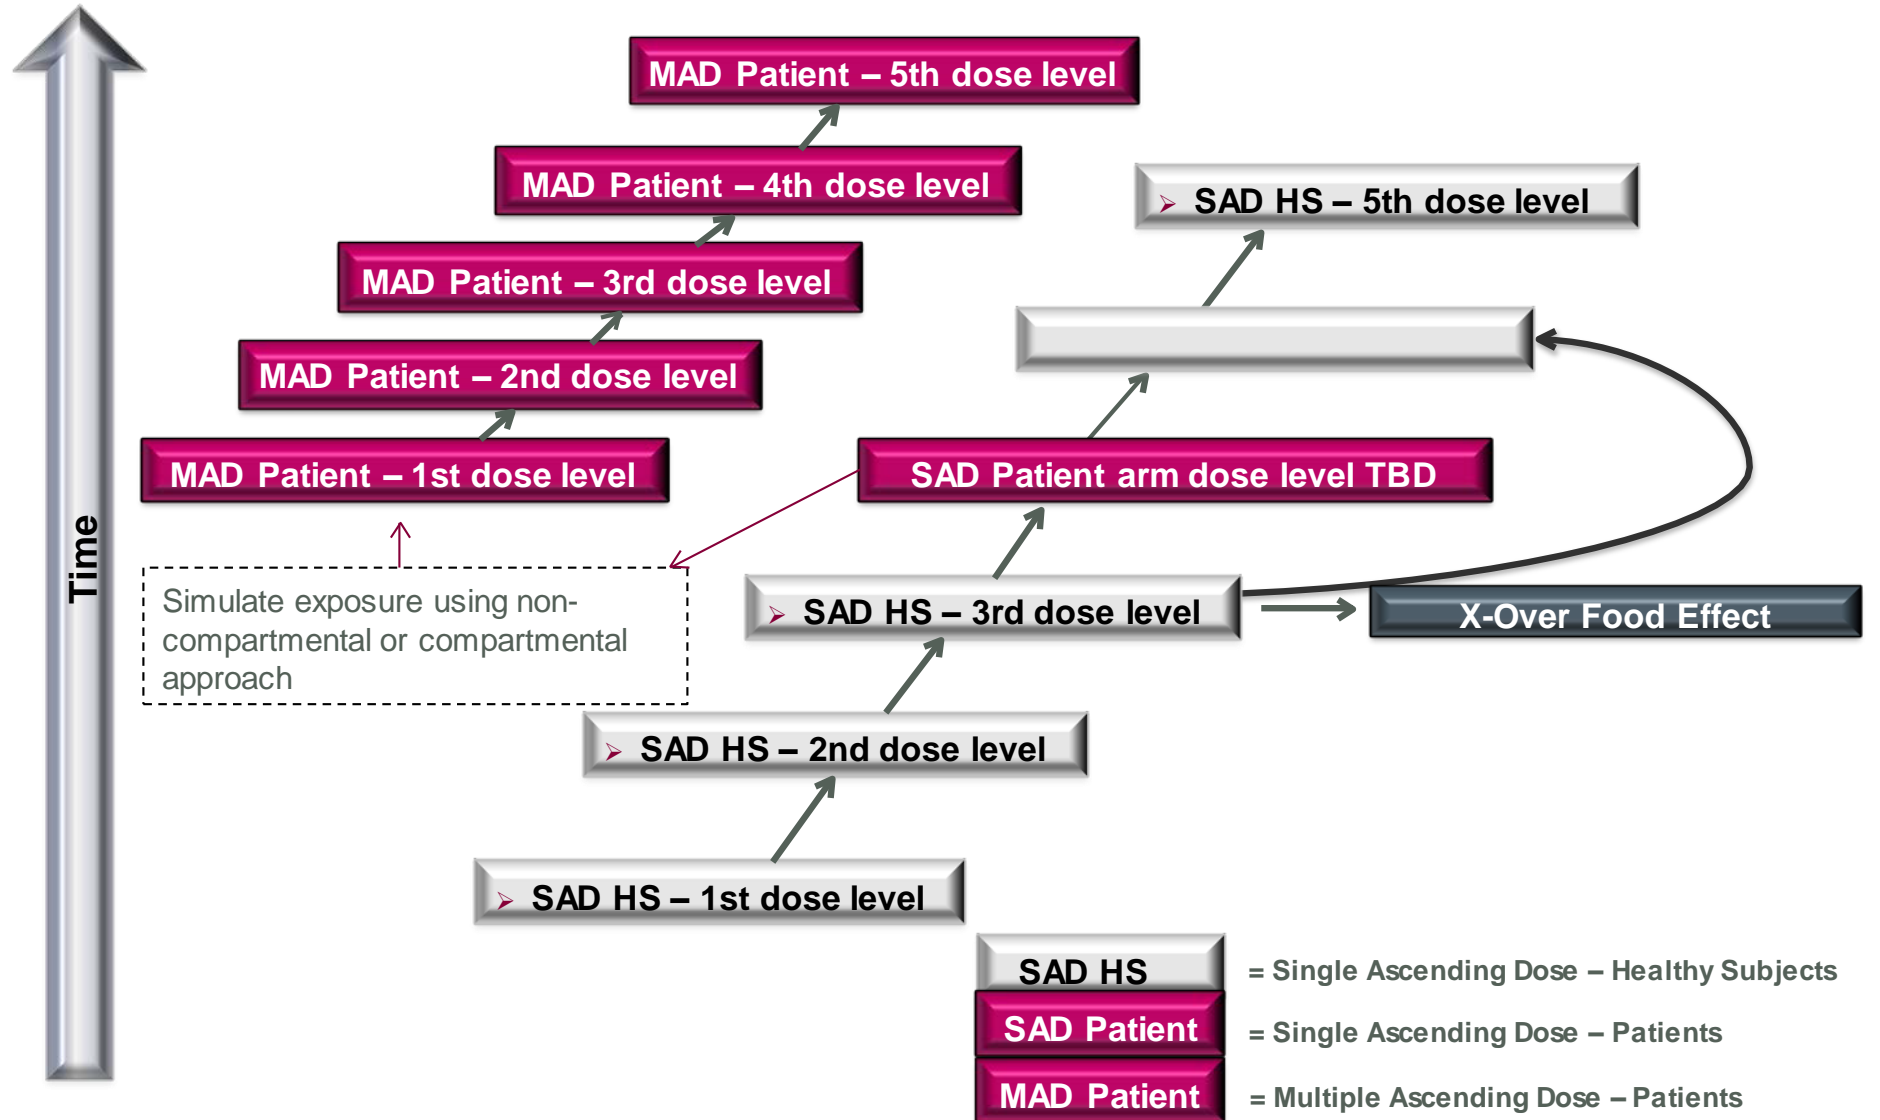 MAD Patient – 5th dose level
MAD Patient – 4th dose level
➢ SAD HS – 5th dose level
MAD Patient – 3rd dose level
MAD Patient – 2nd dose level
MAD Patient – 1st dose level
SAD Patient arm dose level TBD
Time
Simulate exposure using non-
compartmental or compartmental
approach
➢ SAD HS – 3rd dose level
X-Over Food Effect
➢ SAD HS – 2nd dose level
➢ SAD HS – 1st dose level
SAD HS = Single Ascending Dose – Healthy Subjects
SAD Patient = Single Ascending Dose – Patients
MAD Patient = Multiple Ascending Dose – Patients